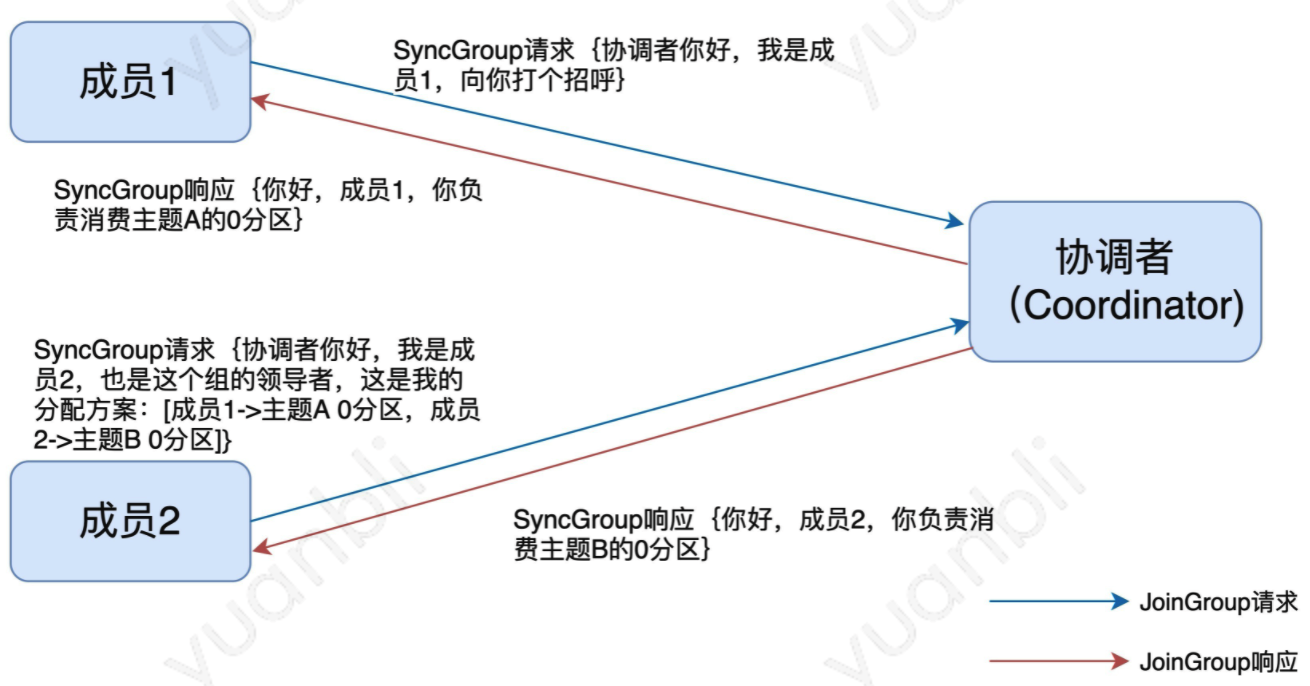 成员1
SyncGroup请求｛协调者你好，我是成
员1，向你打个招呼}
SyncGroup响应｛你好，成员1，你负
责消费主题A的0分区}
协调者
（Coordinator)
SyncGroup请求｛协调者你好，我是成
员2，也是这个组的领导者，这是我的
分配方案：[成员1->主题A 0分区，成员
2->主题B 0分区]}
成员2
SyncGroup响应｛你好，成员2，你负责消
费主题B的0分区}
JoinGroup请求
JoinGroup响应
yuanbli
yuanbli
yuanbli
yuanbli